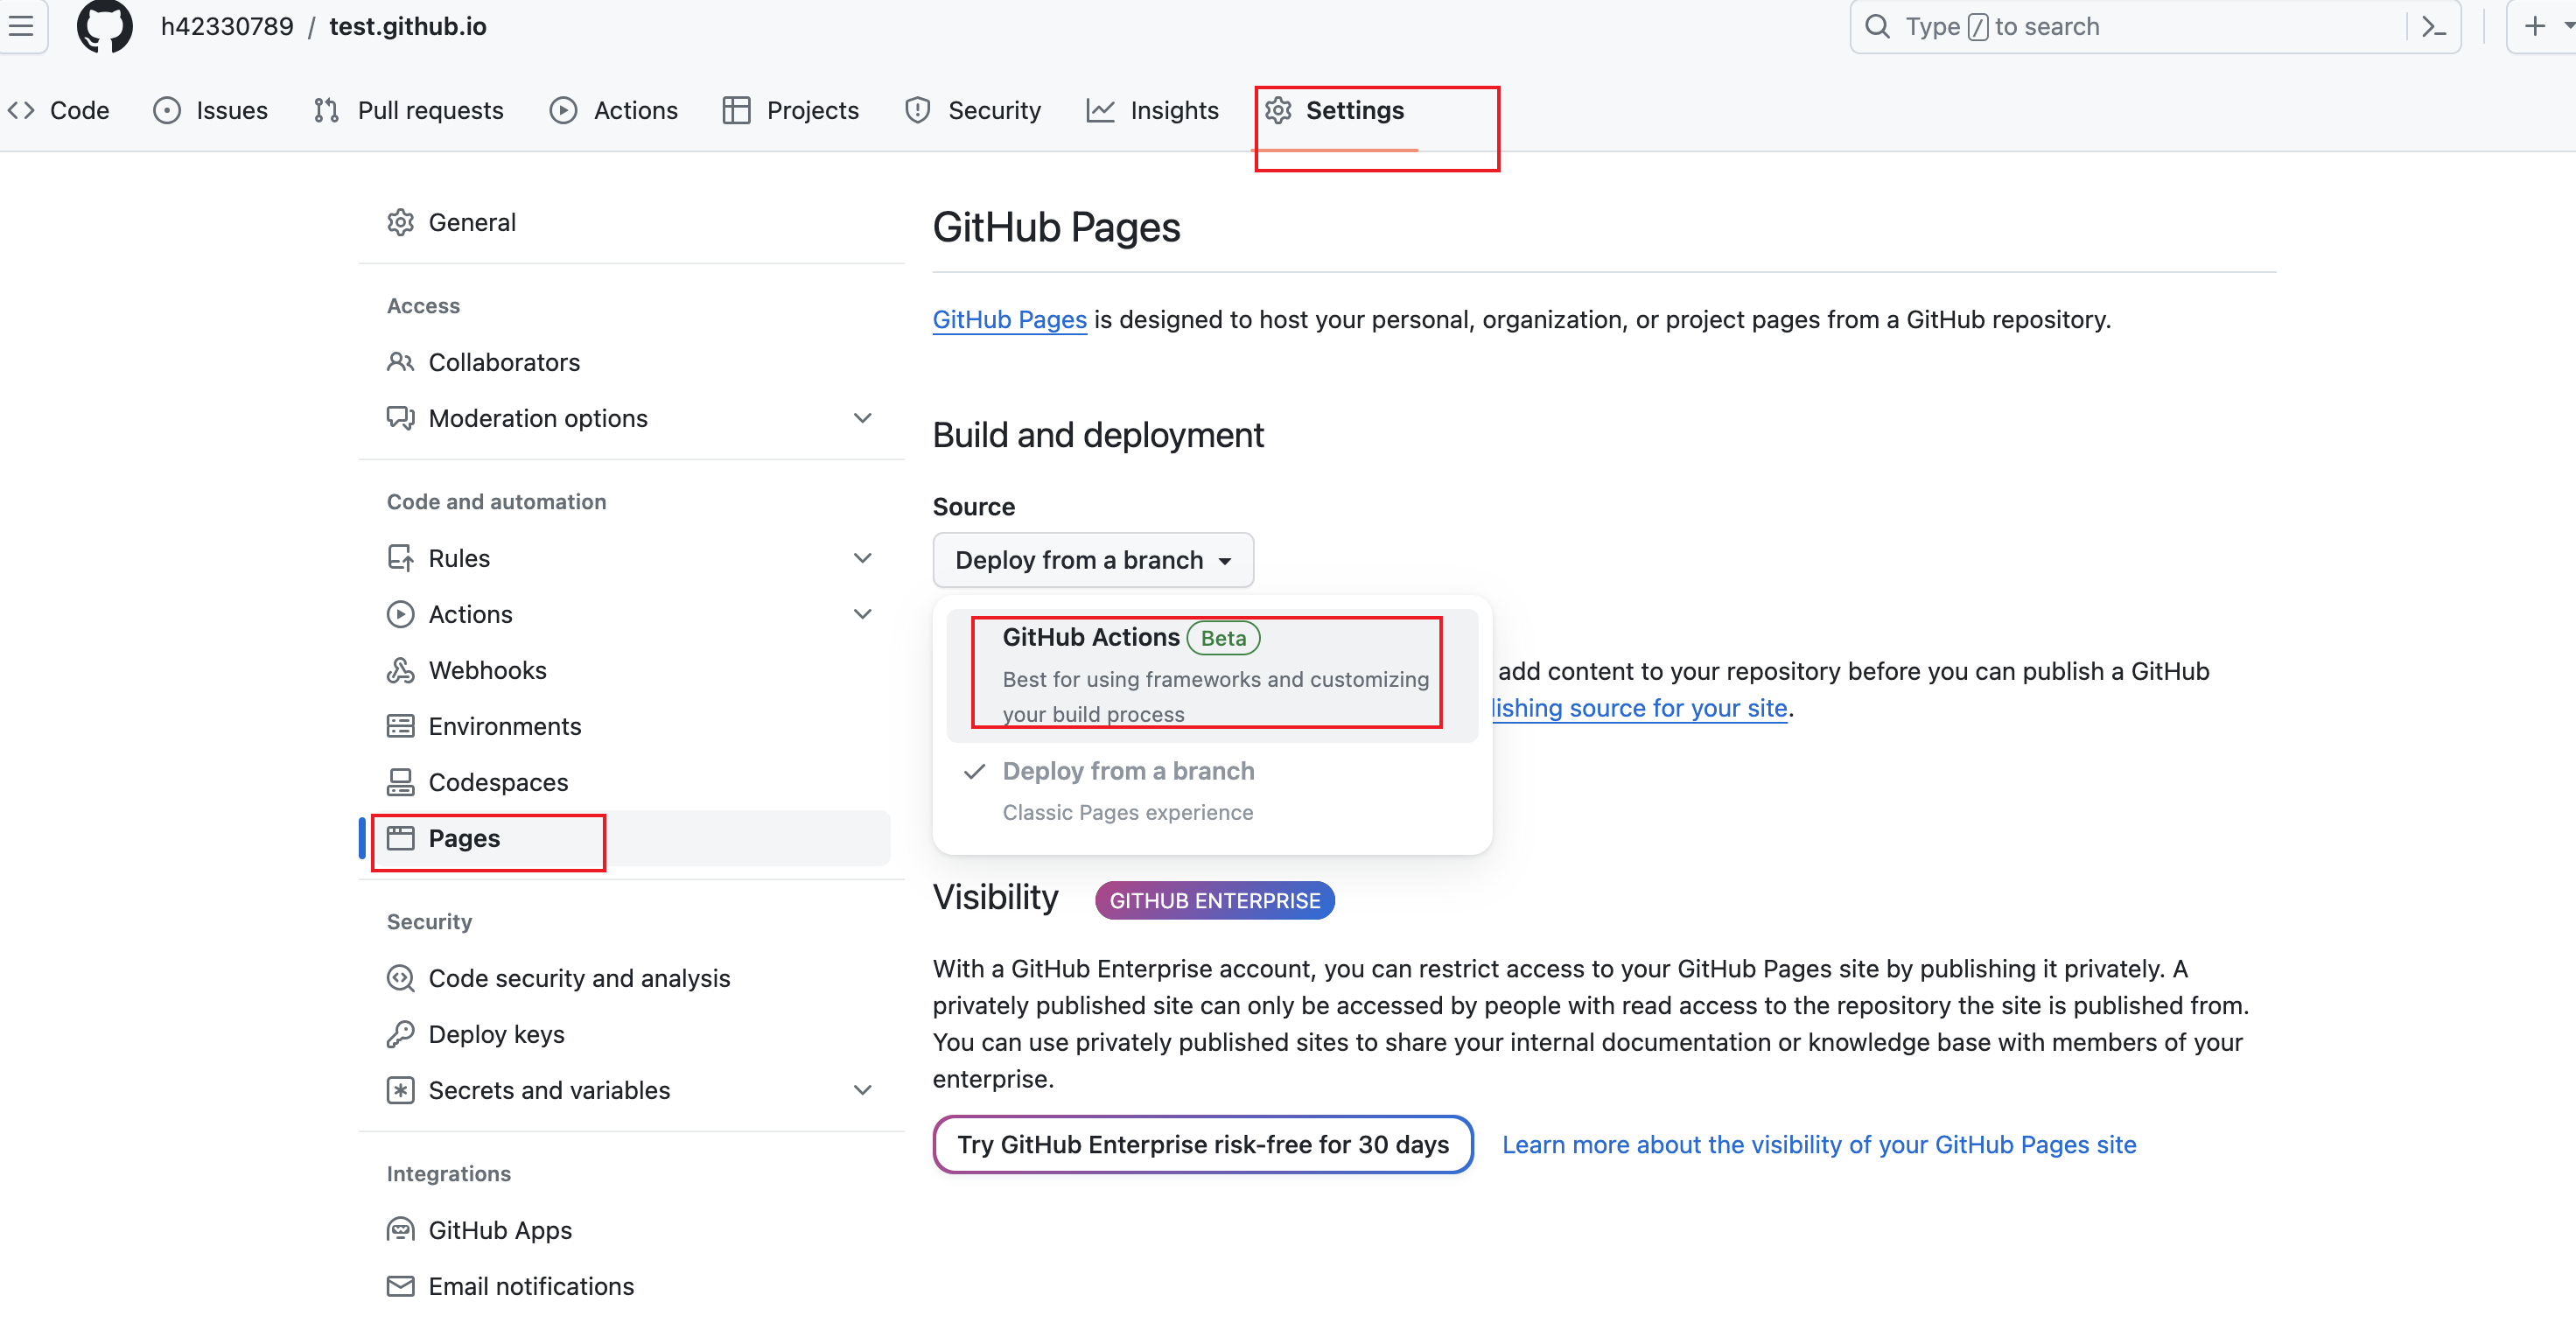 h42330789 / test.github.io
Type / to search
Code
Issues
Pull requests
Actions
Projects
Security
Insights
Settings
General
Access
Collaborators
Moderation options
Code and automation
Rules
Actions
Webhooks
Environments
Codespaces
Pages
Security
Code security and analysis
Deploy keys
Secrets and variables
Integrations
GitHub Apps
Email notifications
GitHub Pages
GitHub Pages is designed to host your personal, organization, or project pages from a GitHub repository.
Build and deployment
Source
Deploy from a branch
GitHub Actions Beta
Best for using frameworks and customizing
your build process
Deploy from a branch
Classic Pages experience
add content to your repository before you can publish a GitHub
lishing source for your site.
Visibility GITHUB ENTERPRISE
With a GitHub Enterprise account, you can restrict access to your GitHub Pages site by publishing it privately. A
privately published site can only be accessed by people with read access to the repository the site is published from.
You can use privately published sites to share your internal documentation or knowledge base with members of your
enterprise.
Try GitHub Enterprise risk-free for 30 days
Learn more about the visibility of your GitHub Pages site